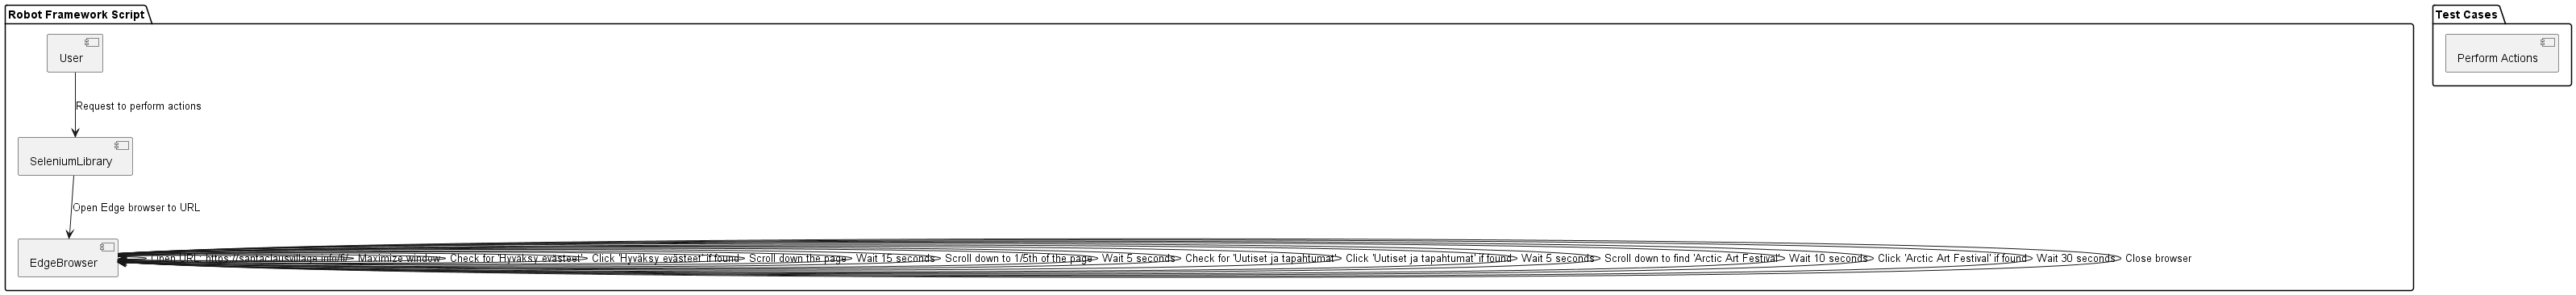 Robot Framework Script
Test Cases
User
Perform Actions
Request to perform actions
SeleniumLibrary
Open Edge browser to URL
EdgeBrowser
Open URL: https://santaclausvillage.info/fi/
Maximize window
Check for 'Hyväksy evästeet'
Click 'Hyväksy evästeet' if found
Scroll down the page
Wait 15 seconds
Scroll down to 1/5th of the page
Wait 5 seconds
Check for 'Uutiset ja tapahtumat'
Click 'Uutiset ja tapahtumat' if found
Wait 5 seconds
Scroll down to find 'Arctic Art Festival'
Wait 10 seconds
Click 'Arctic Art Festival' if found
Wait 30 seconds
Close browser